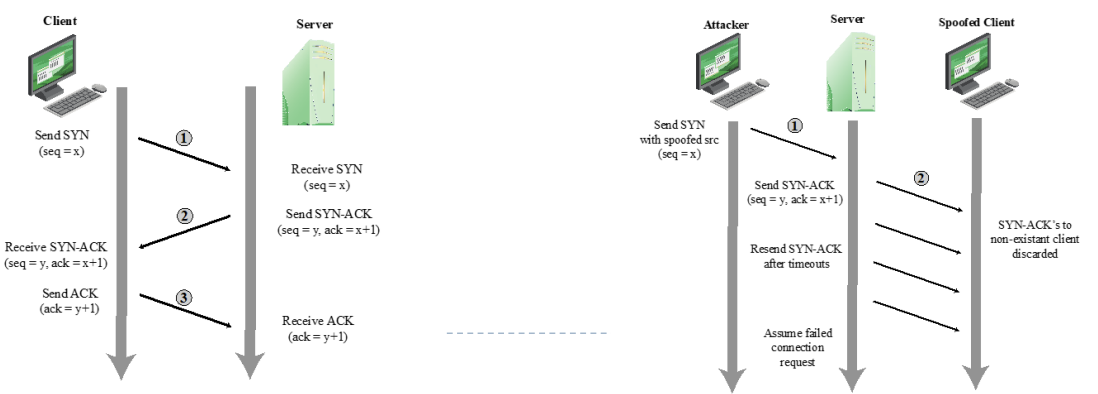 Client
Server
Send SYN
(seq = x)
1
Receive SYN
(seq = x)
2
Send SYN-ACK
(seq = y, ack = x+1)
Receive SYN-ACK
(seq = y, ack = x+1)
Send ACK
(ack = y+1)
3
Receive ACK
(ack = y+1)
Attacker
Server
Spoofed Client
Send SYN
with spoofed src
(seq = x)
1
Send SYN-ACK
(seq = y, ack = x+1)
2
SYN-ACK's to
non-existant client
discarded
Resend SYN-ACK
after timeouts
Assume failed
connection
request